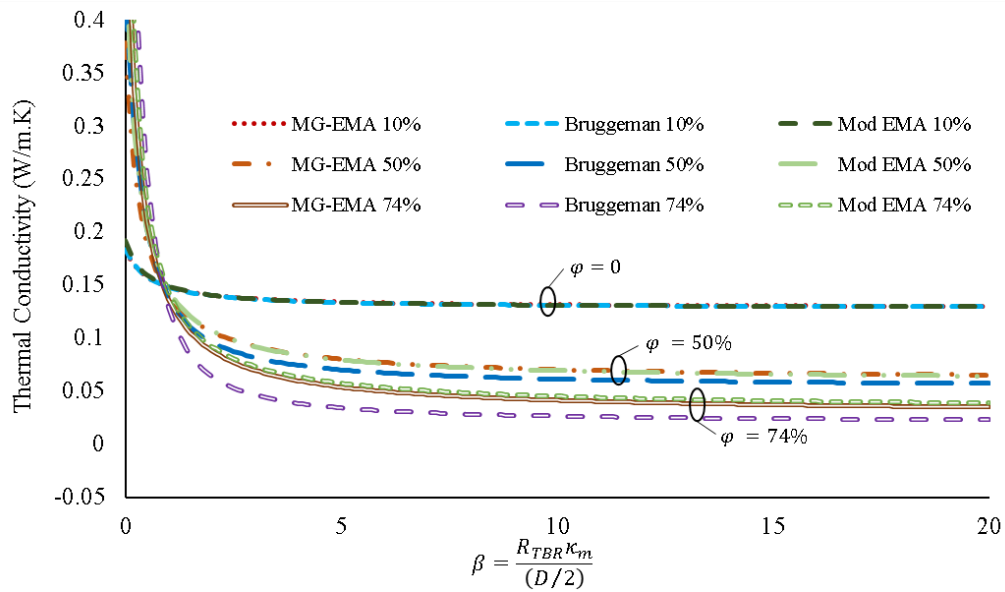 0.4
0.35
0.3
0.25
0.2
0.15
0.1
0.05
0
-0.05
Thermal Conductivity (W/m.K)
MG-EMA 10% Bruggeman 10% Mod EMA 10%
MG-EMA 50% Bruggeman 50% Mod EMA 50%
MG-EMA 74% Bruggeman 74% Mod EMA 74%
φ = 0
φ = 50%
φ = 74%
0 5 10 15 20
β = R_{TBR} κ_m / (D/2)